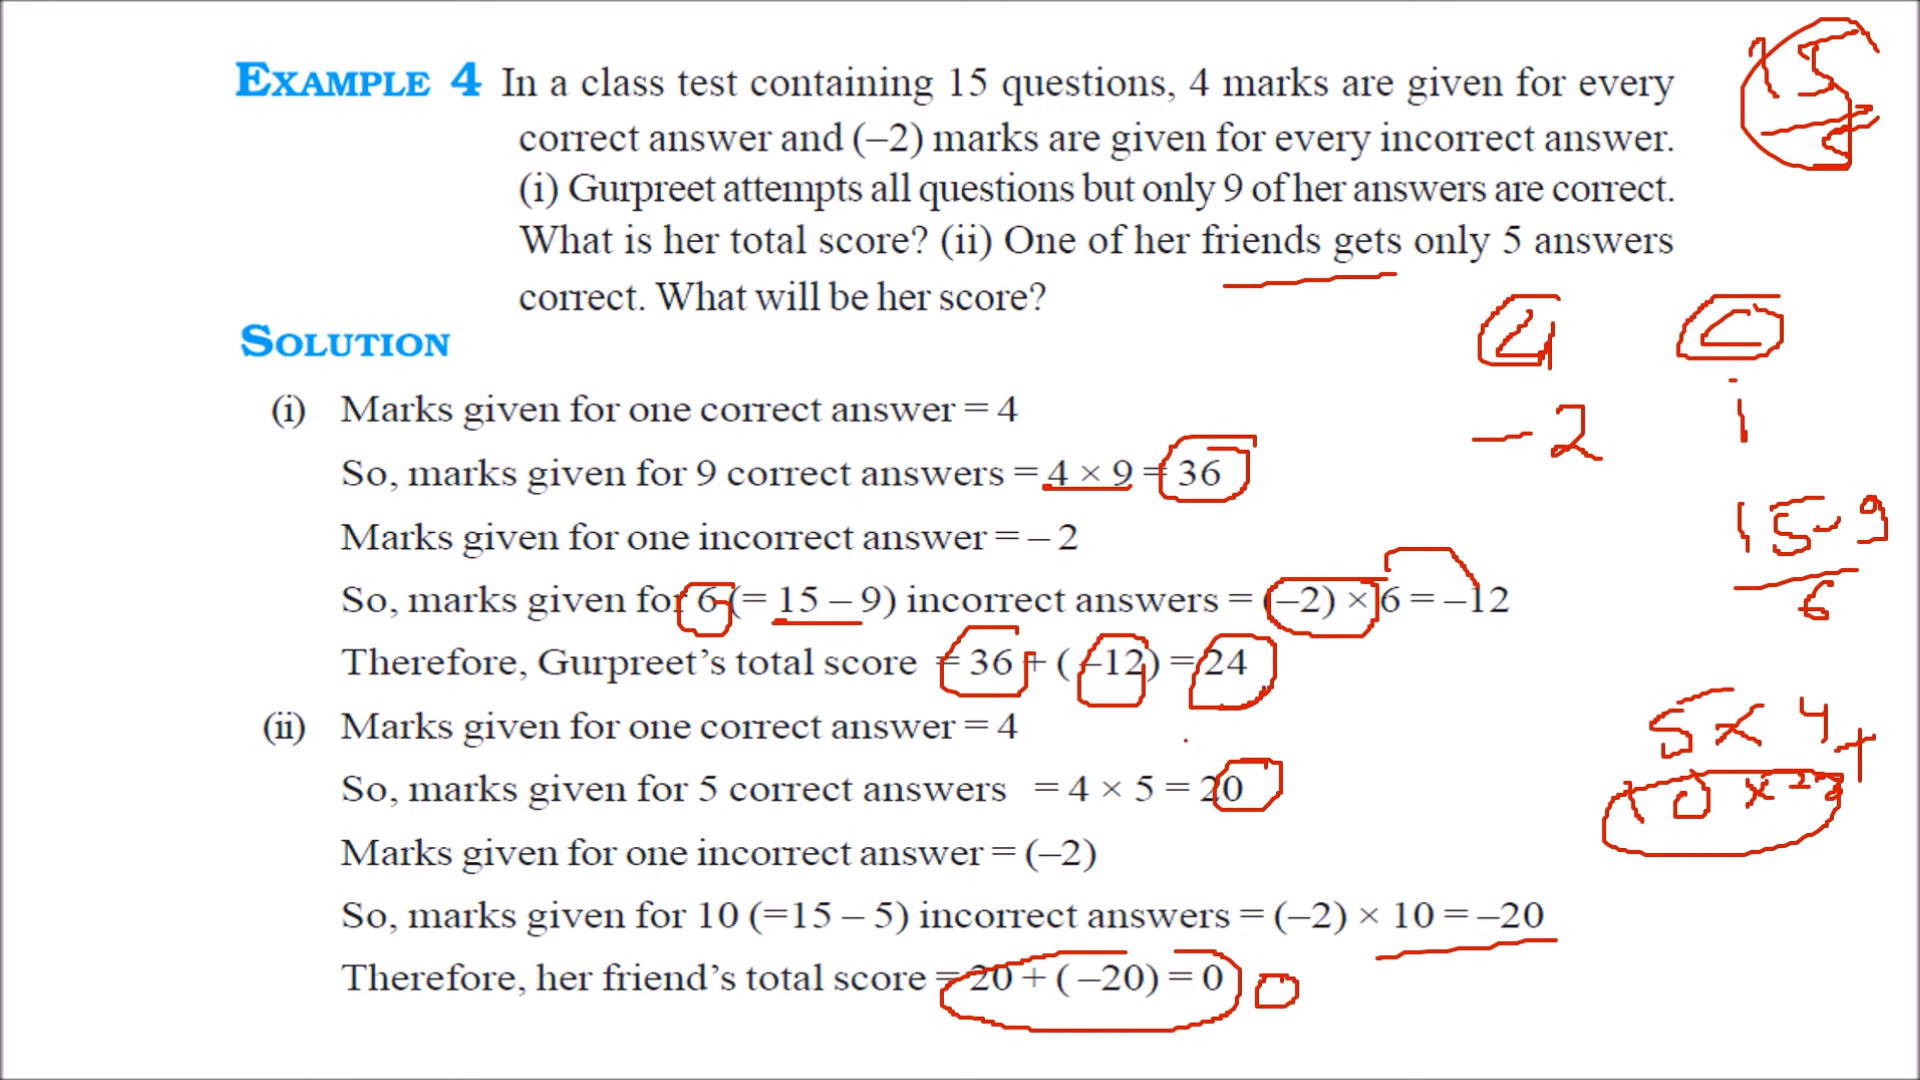 EXAMPLE 4 In a class test containing 15 questions, 4 marks are given for every
correct answer and (–2) marks are given for every incorrect answer.
(i) Gurpreet attempts all questions but only 9 of her answers are correct.
What is her total score? (ii) One of her friends gets only 5 answers
correct. What will be her score?
SOLUTION
(i) Marks given for one correct answer = 4
So, marks given for 9 correct answers = 4 × 9 = 36
Marks given for one incorrect answer = – 2
So, marks given for 6 (= 15 – 9) incorrect answers = (–2) × 6 = –12
Therefore, Gurpreet’s total score = 36 + ( –12) = 24
(ii) Marks given for one correct answer = 4
So, marks given for 5 correct answers = 4 × 5 = 20
Marks given for one incorrect answer = (–2)
So, marks given for 10 (=15 – 5) incorrect answers = (–2) × 10 = –20
Therefore, her friend’s total score = 20 + ( –20) = 0
15
4 C
–2 i
15–9
6
5 × 4 +
10 ×
0